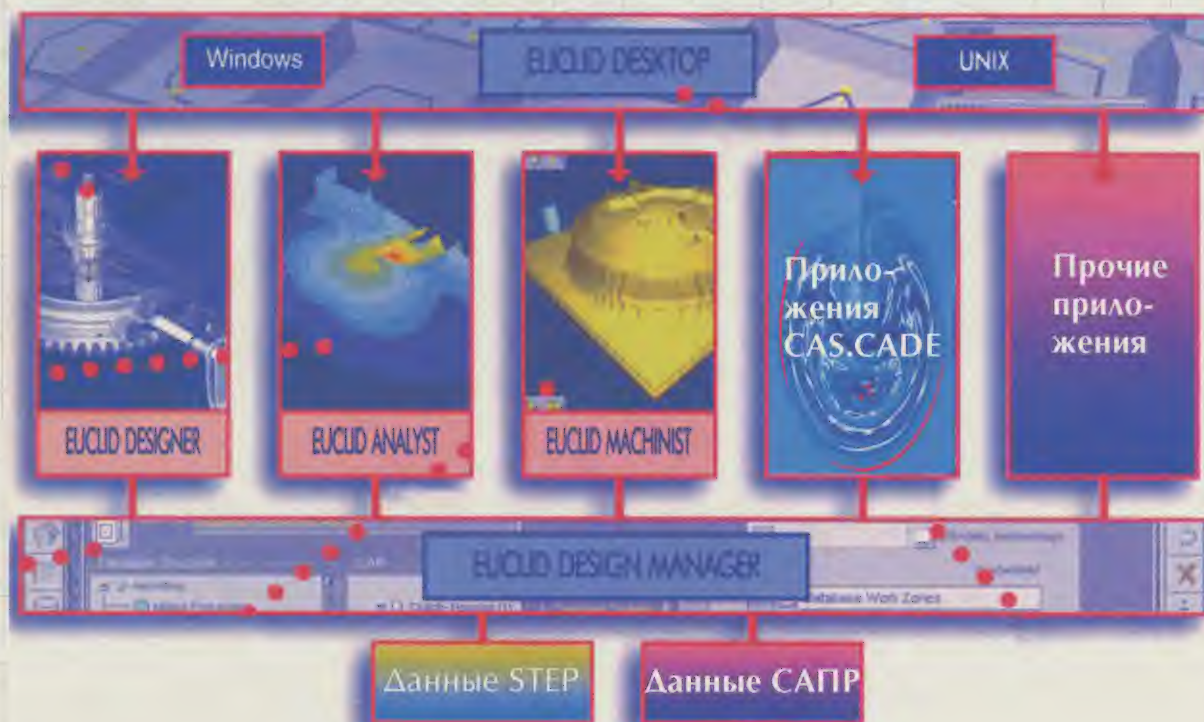 Windows
EUCLID DESKTOP
UNIX
EUCLID DESIGNER
EUCLID ANALYST
EUCLID MACHINIST
Прило-
жения
CAS.CADE
Прочие
прило-
жения
EUCLID DESIGN MANAGER
Database Work Zones
Данные STEP
Данные САПР